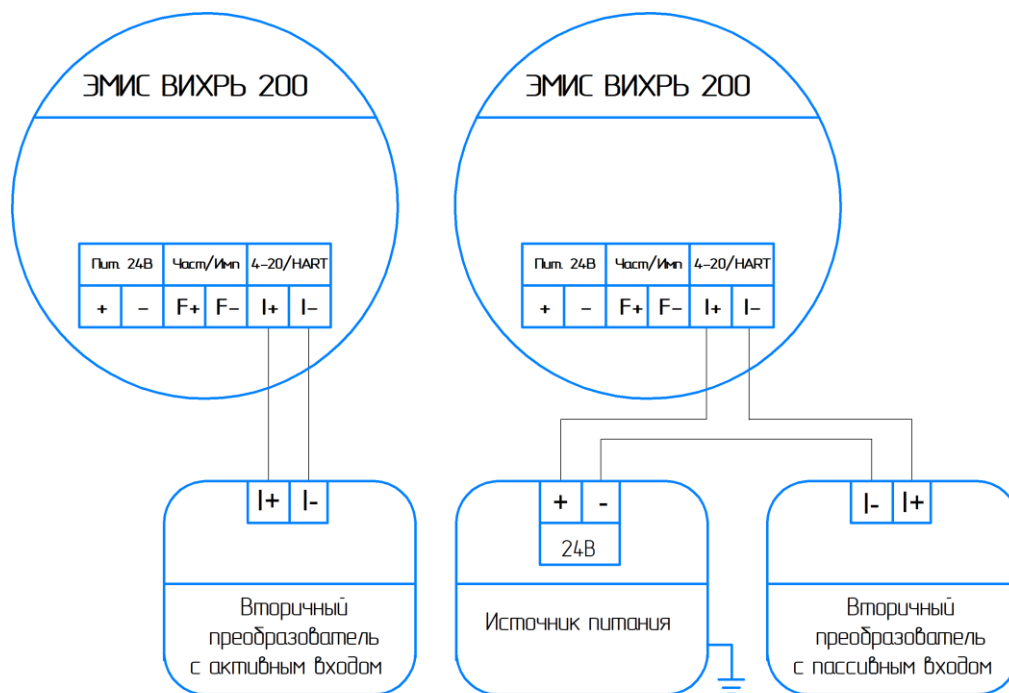 ЭМИС ВИХРЬ 200
Пит. 24В Част/Имп 4-20/HART
+ - F+ F- I+ I-
I+ I-
Вторичный
преобразователь
с активным входом
ЭМИС ВИХРЬ 200
Пит. 24В Част/Имп 4-20/HART
+ - F+ F- I+ I-
+ -
24В
Источник питания
I- I+
Вторичный
преобразователь
с пассивным входом